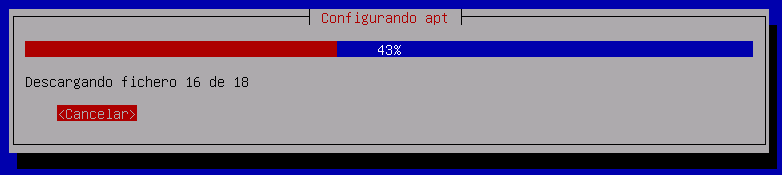 Configurando apt
43%
Descargando fichero 16 de 18
<Cancelar>